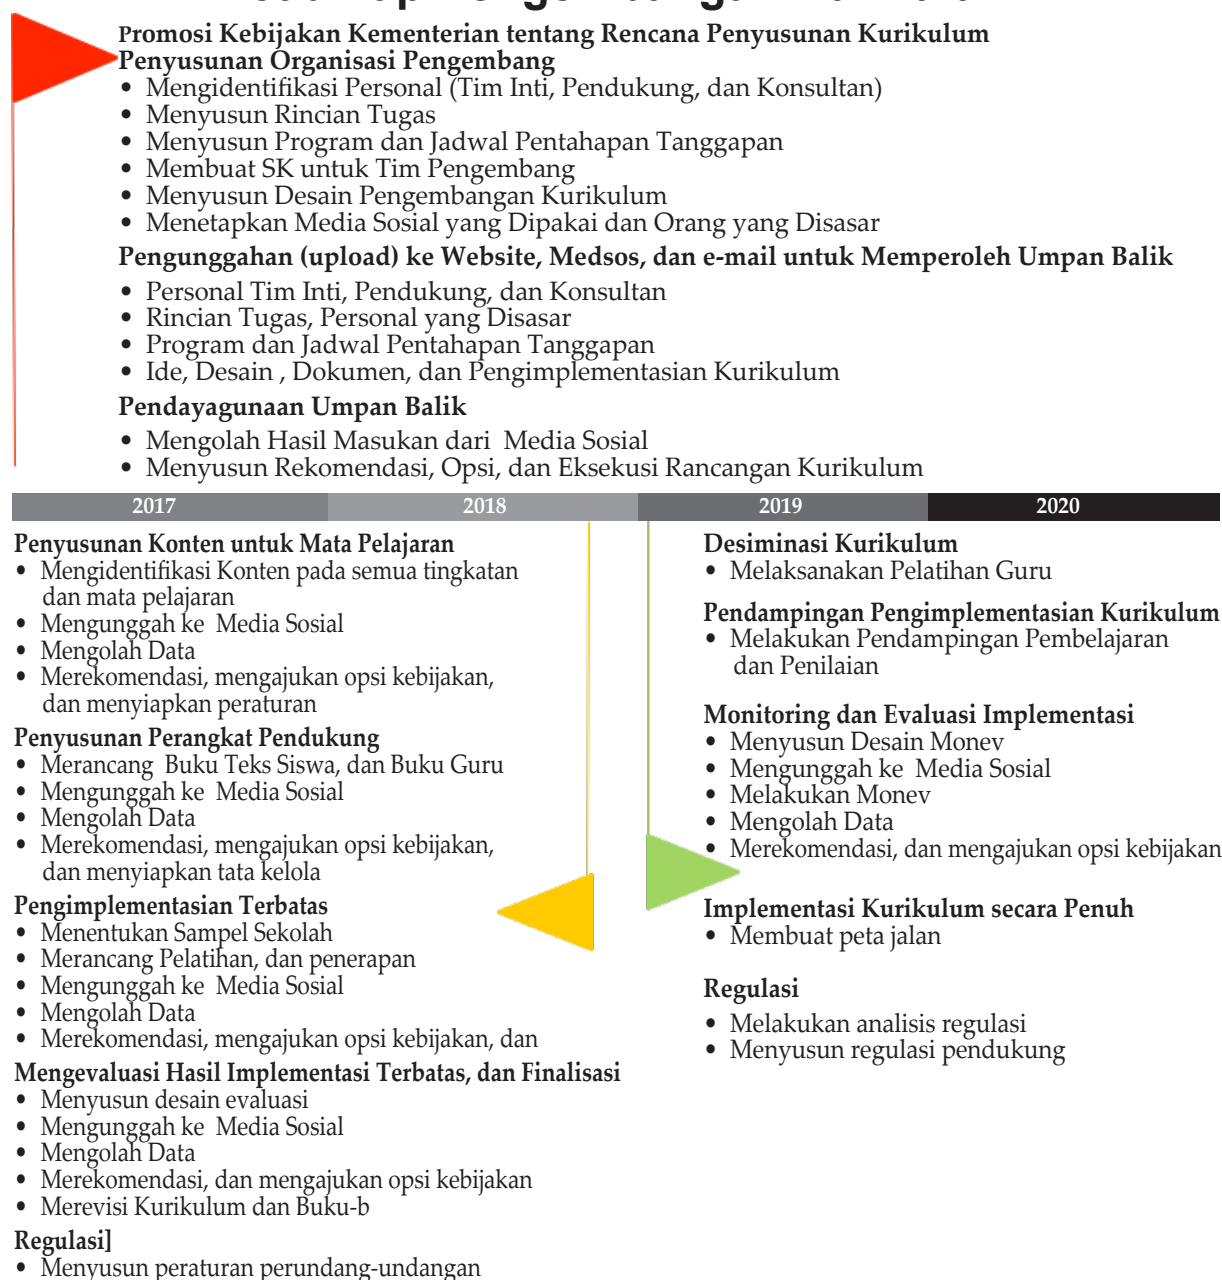 Promosi Kebijakan Kementerian tentang Rencana Penyusunan Kurikulum
Penyusunan Organisasi Pengembang
• Mengidentifikasi Personal (Tim Inti, Pendukung, dan Konsultan)
• Menyusun Rincian Tugas
• Menyusun Program dan Jadwal Pentahapan Tanggapan
• Membuat SK untuk Tim Pengembang
• Menyusun Desain Pengembangan Kurikulum
• Menetapkan Media Sosial yang Dipakai dan Orang yang Disasar
Pengunggahan (upload) ke Website, Medsos, dan e-mail untuk Memperoleh Umpan Balik
• Personal Tim Inti, Pendukung, dan Konsultan
• Rincian Tugas, Personal yang Disasar
• Program dan Jadwal Pentahapan Tanggapan
• Ide, Desain , Dokumen, dan Pengimplementasian Kurikulum
Pendayagunaan Umpan Balik
• Mengolah Hasil Masukan dari Media Sosial
• Menyusun Rekomendasi, Opsi, dan Eksekusi Rancangan Kurikulum
2017 2018 2019 2020
Penyusunan Konten untuk Mata Pelajaran
• Mengidentifikasi Konten pada semua tingkatan
dan mata pelajaran
• Mengunggah ke Media Sosial
• Mengolah Data
• Merekomendasi, mengajukan opsi kebijakan,
dan menyiapkan peraturan
Penyusunan Perangkat Pendukung
• Merancang Buku Teks Siswa, dan Buku Guru
• Mengunggah ke Media Sosial
• Mengolah Data
• Merekomendasi, mengajukan opsi kebijakan,
dan menyiapkan tata kelola
Pengimplementasian Terbatas
• Menentukan Sampel Sekolah
• Merancang Pelatihan, dan penerapan
• Mengunggah ke Media Sosial
• Mengolah Data
• Merekomendasi, mengajukan opsi kebijakan, dan
Mengevaluasi Hasil Implementasi Terbatas, dan Finalisasi
• Menyusun desain evaluasi
• Mengunggah ke Media Sosial
• Mengolah Data
• Merekomendasi, dan mengajukan opsi kebijakan
• Merevisi Kurikulum dan Buku-b
Regulasi]
• Menyusun peraturan perundang-undangan
Desiminasi Kurikulum
• Melaksanakan Pelatihan Guru
Pendampingan Pengimplementasian Kurikulum
• Melakukan Pendampingan Pembelajaran
dan Penilaian
Monitoring dan Evaluasi Implementasi
• Menyusun Desain Monev
• Mengunggah ke Media Sosial
• Melakukan Monev
• Mengolah Data
• Merekomendasi, dan mengajukan opsi kebijakan
Implementasi Kurikulum secara Penuh
• Membuat peta jalan
Regulasi
• Melakukan analisis regulasi
• Menyusun regulasi pendukung